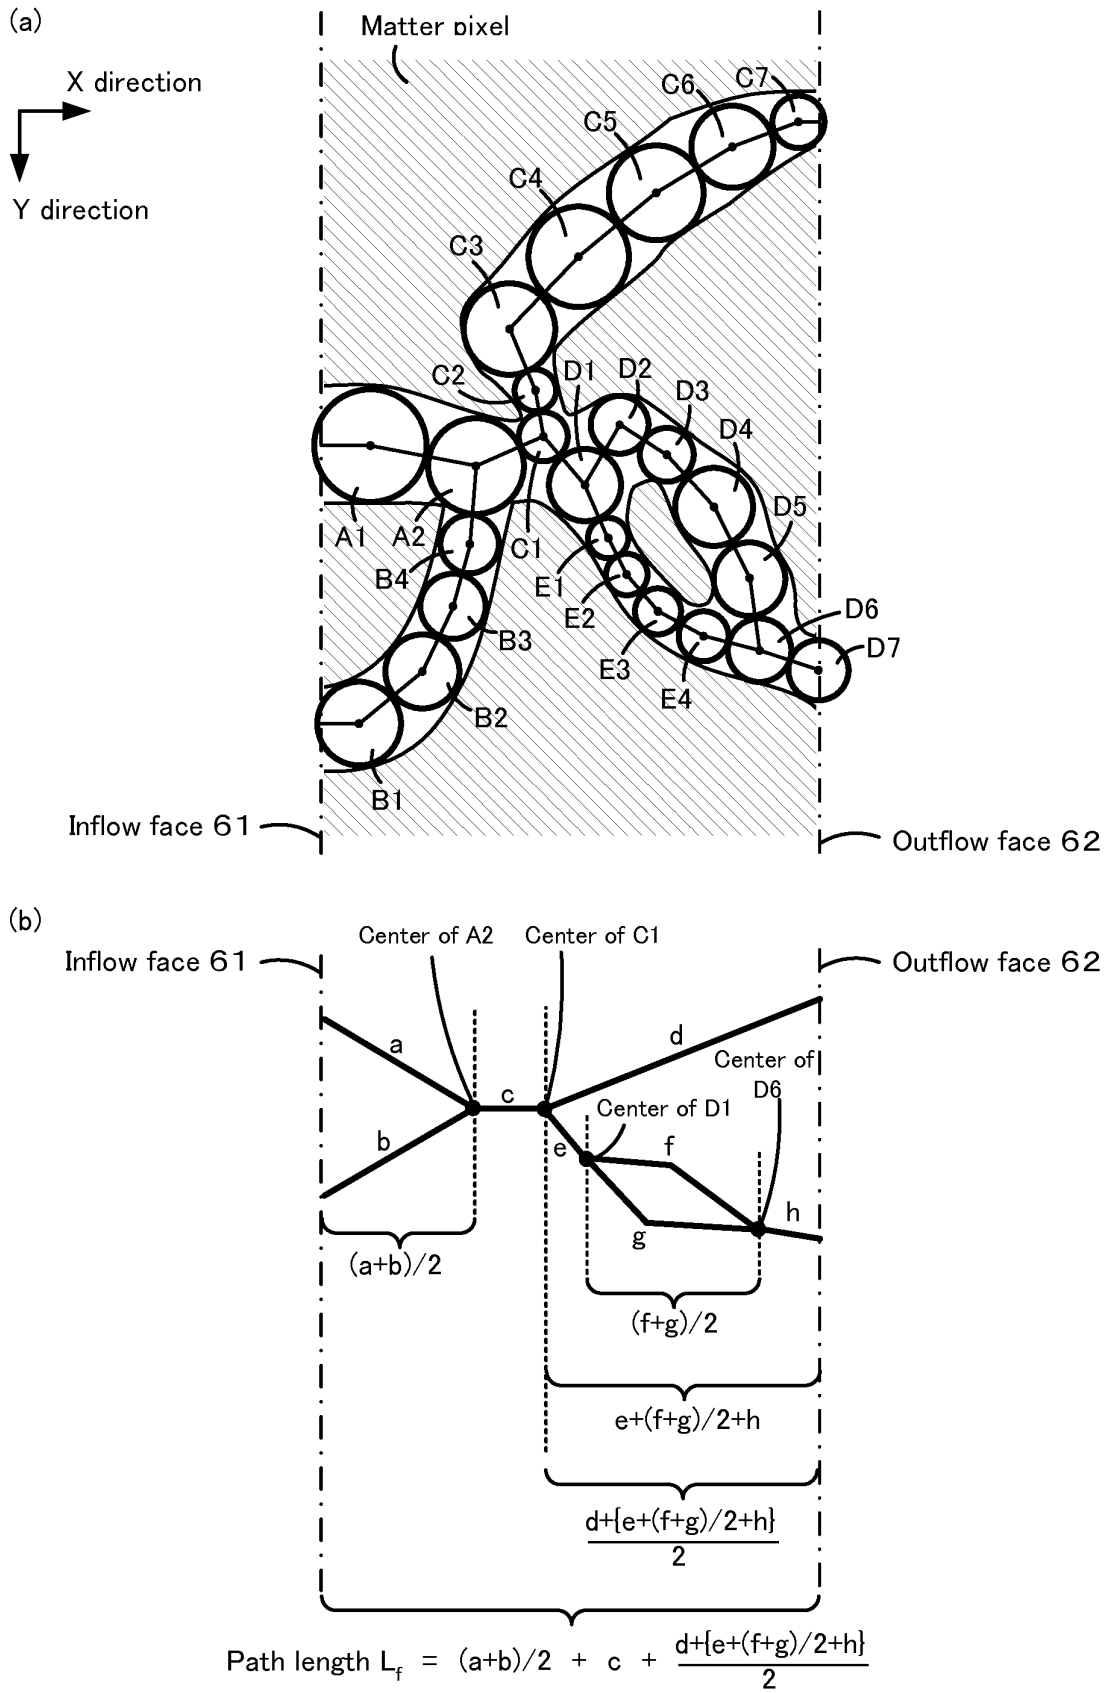 (a)
Matter pixel
X direction
Y direction
C7
C6
C5
C4
C3
C2
D1
D2
D3
D4
D5
A1
A2
C1
B4
E1
E2
D6
B3
E3
D7
B2
E4
B1
Inflow face 61
Outflow face 62
(b)
Center of A2
Center of C1
Inflow face 61
Outflow face 62
a
d
Center of
D6
c
Center of D1
b
e
f
g
h
(a+b)/2
(f+g)/2
e+(f+g)/2+h
d+{e+(f+g)/2+h}
2
Path length Lf = (a+b)/2 + c + d+{e+(f+g)/2+h}
2